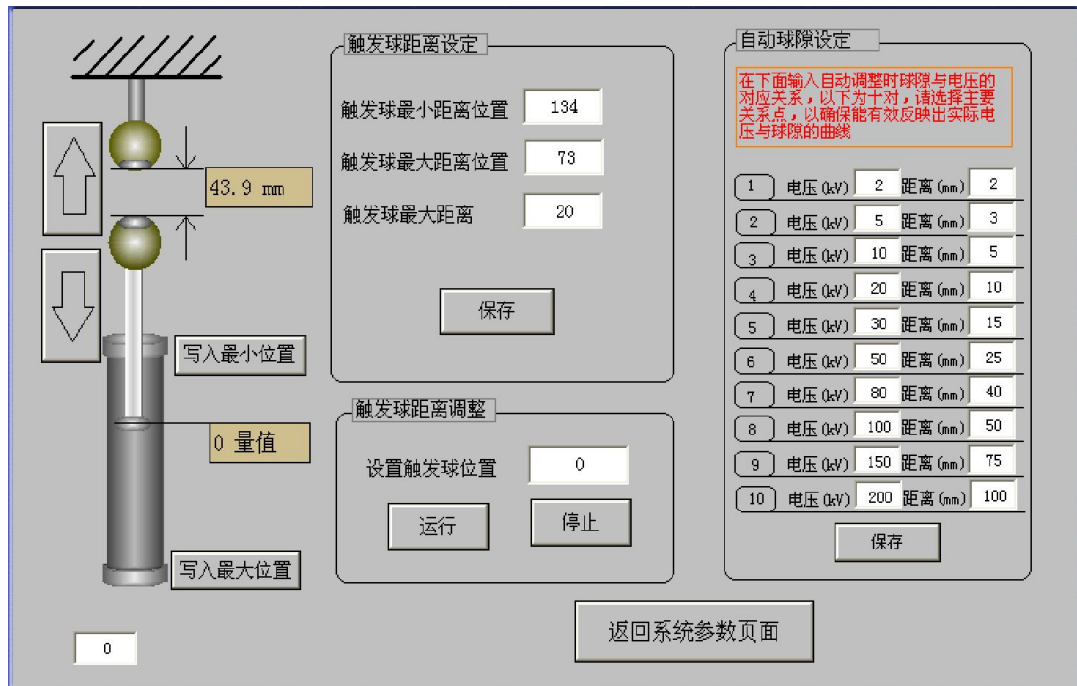 43.9 mm
写入最小位置
0 量值
写入最大位置
0
触发球距离设定
触发球最小距离位置 134
触发球最大距离位置 73
触发球最大距离 20
保存
触发球距离调整
设置触发球位置 0
运行 停止
自动球隙设定
在下面输入自动调整时球隙与电压的
对应关系，以下为十对，请选择主要
关系点，以确保能有效反映出实际电
压与球隙的曲线
1 电压(kV) 2 距离(mm) 2
2 电压(kV) 5 距离(mm) 3
3 电压(kV) 10 距离(mm) 5
4 电压(kV) 20 距离(mm) 10
5 电压(kV) 30 距离(mm) 15
6 电压(kV) 50 距离(mm) 25
7 电压(kV) 80 距离(mm) 40
8 电压(kV) 100 距离(mm) 50
9 电压(kV) 150 距离(mm) 75
10 电压(kV) 200 距离(mm) 100
保存
返回系统参数页面